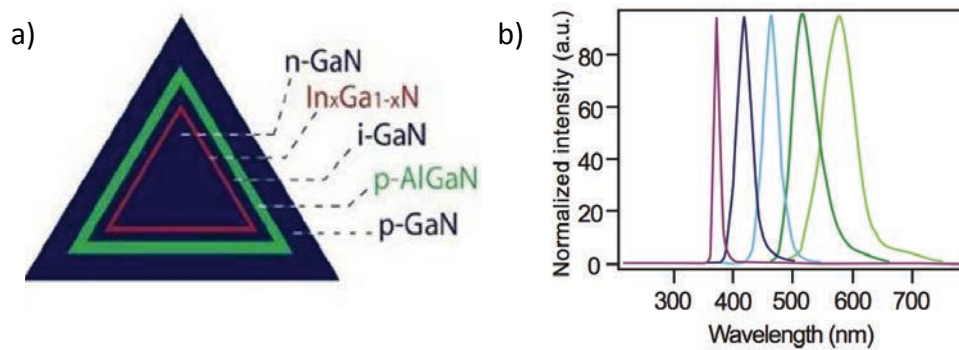 a)
n-GaN
InxGa1-xN
i-GaN
p-AlGaN
p-GaN
b)
Normalized intensity (a.u.)
80
60
40
20
0
300 400 500 600 700
Wavelength (nm)